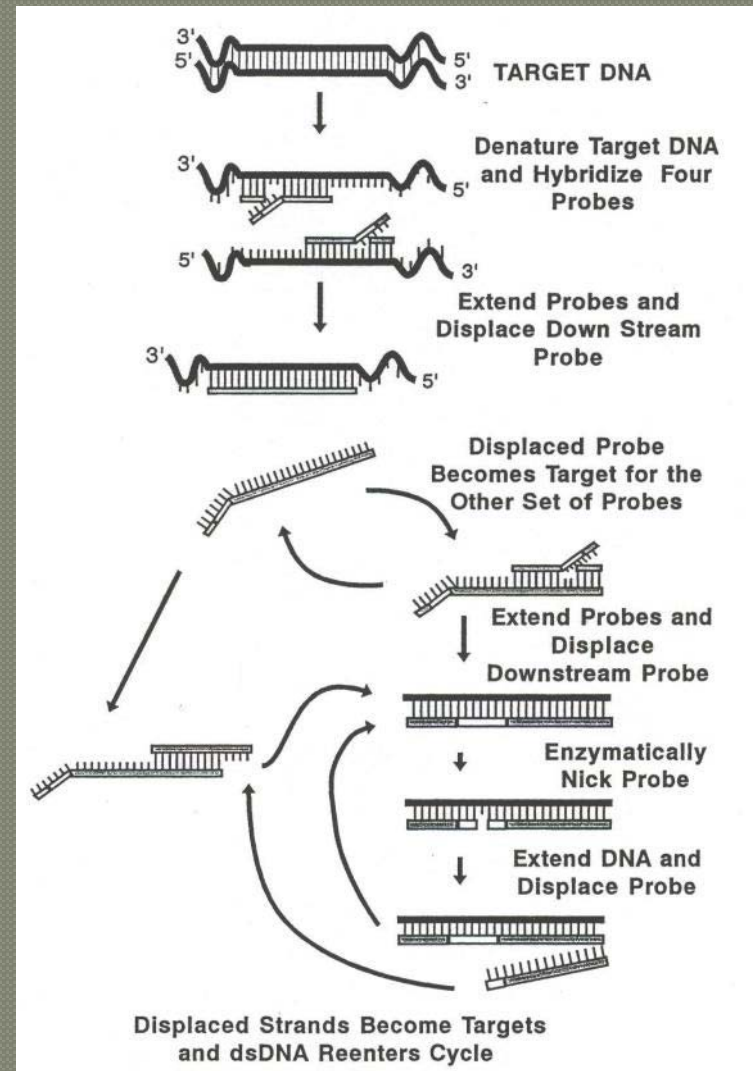 3'
5'
5'
3'
TARGET DNA
Denature Target DNA
and Hybridize Four
Probes
3'
5'
5'
3'
Extend Probes and
Displace Down Stream
Probe
3'
5'
Displaced Probe
Becomes Target for the
Other Set of Probes
Extend Probes and
Displace
Downstream Probe
Enzymatically
Nick Probe
Extend DNA and
Displace Probe
Displaced Strands Become Targets
and dsDNA Reenters Cycle